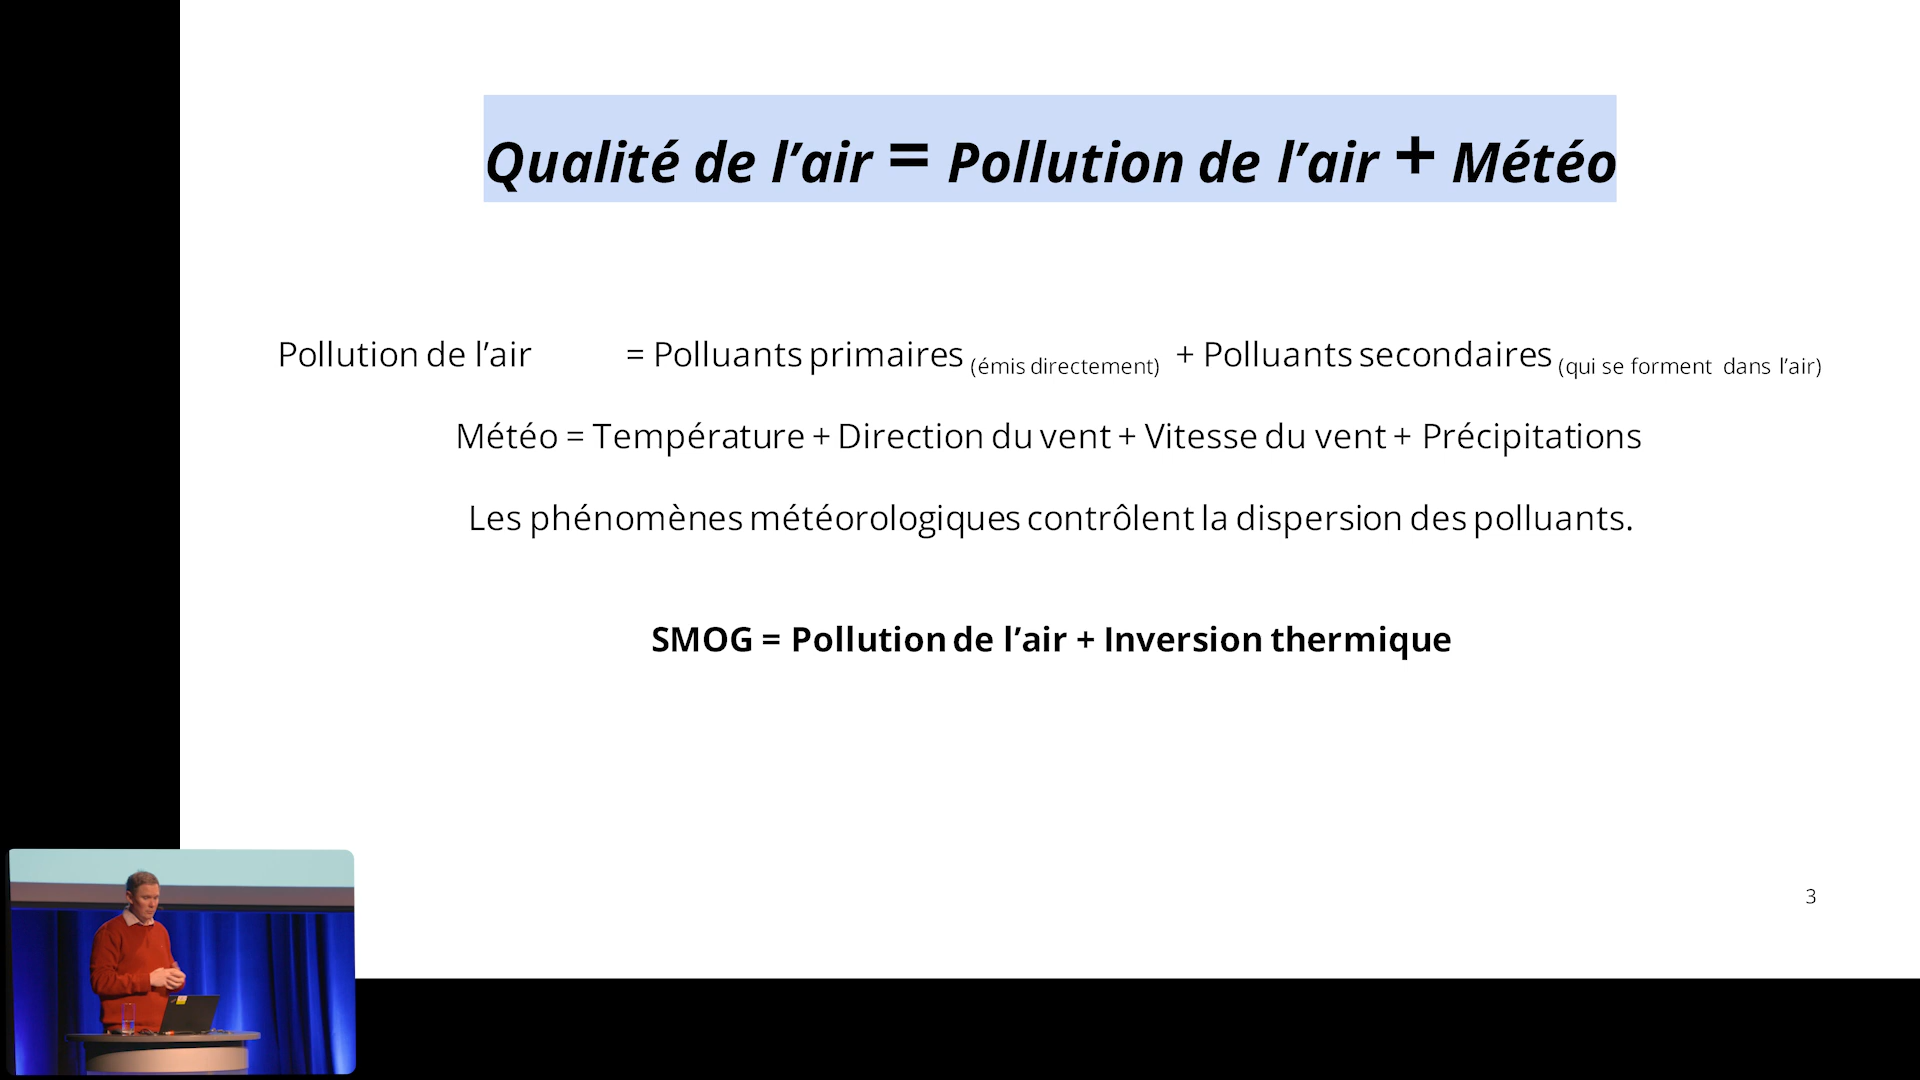 Qualité de l’air = Pollution de l’air + Météo
Pollution de l’air = Polluants primaires (émis directement) + Polluants secondaires (qui se forment dans l’air)
Météo = Température + Direction du vent + Vitesse du vent + Précipitations
Les phénomènes météorologiques contrôlent la dispersion des polluants.
SMOG = Pollution de l’air + Inversion thermique
3